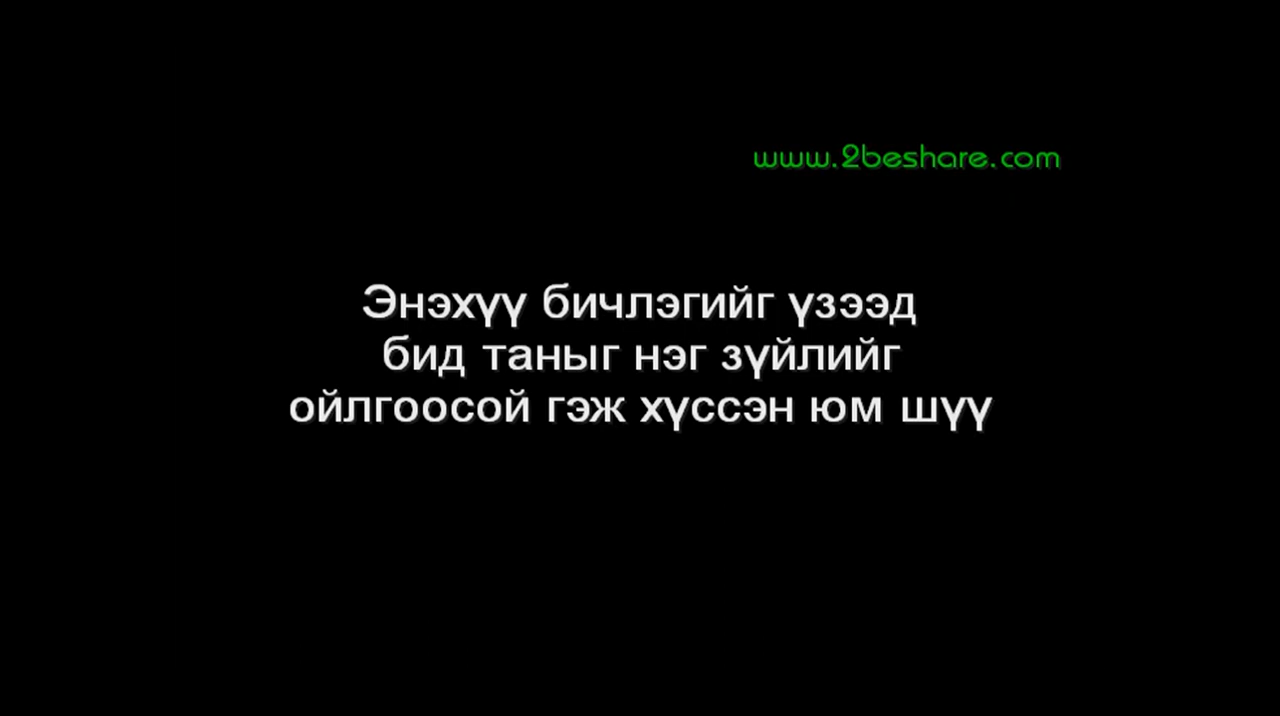 www.2beshare.com
Энэхүү бичлэгийг үзээд
бид таныг нэг зүйлийг
ойлгоосой гэж хүссэн юм шүү